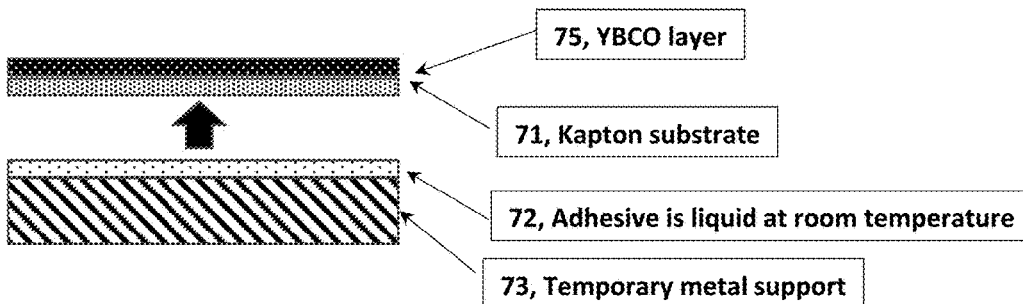 75, YBCO layer
71, Kapton substrate
72, Adhesive is liquid at room temperature
73, Temporary metal support